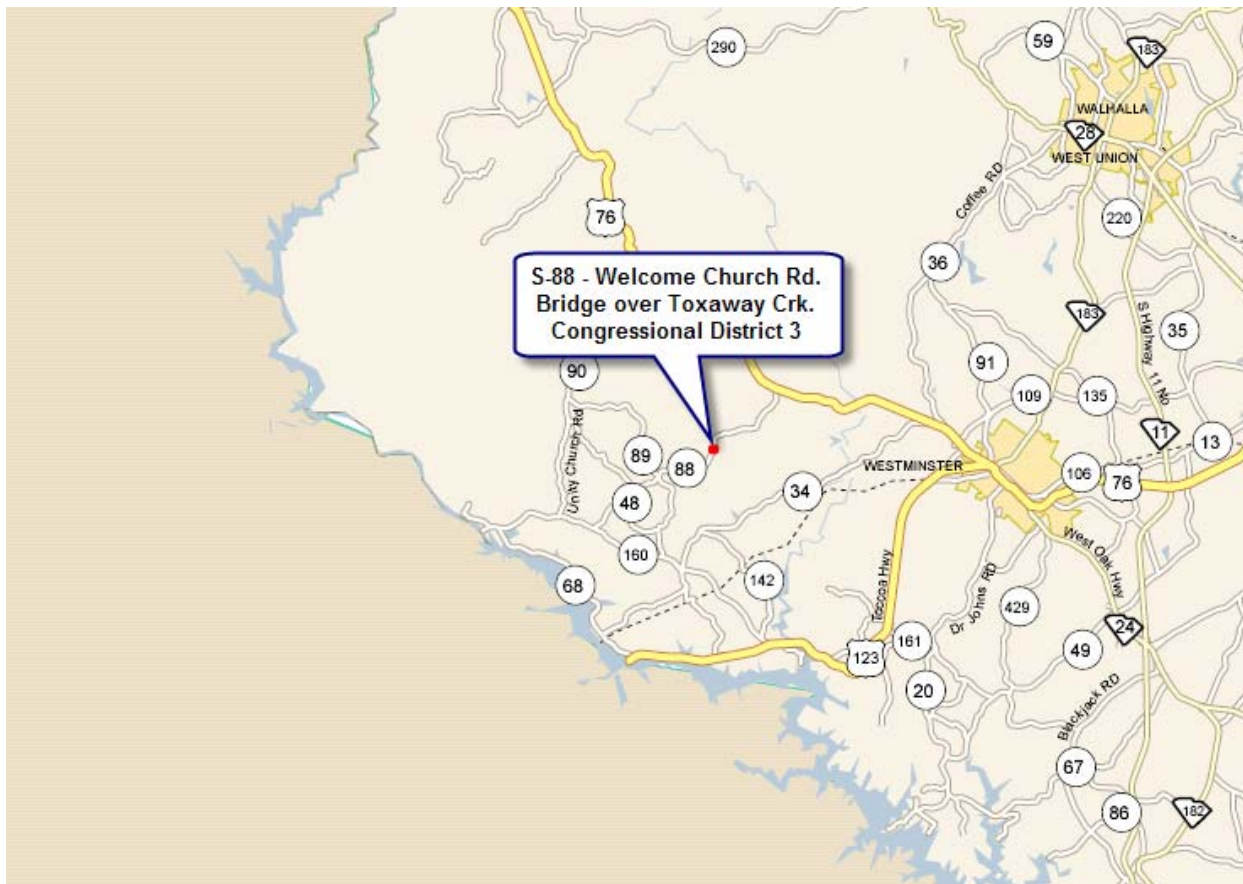 290
59
183
WALHALLA
28
WEST UNION
Coffee RD
220
76
36
S-88 - Welcome Church Rd.
Bridge over Toxaway Crk.
Congressional District 3
183
S Highway 11 No
35
90
91
109
135
11
13
Unity Church Rd
89
88
WESTMINSTER
106
76
34
48
160
West Oak Hwy
68
142
Toccoa Hwy
Dr Johns RD
429
24
123
161
49
20
Blackjack RD
67
86
182